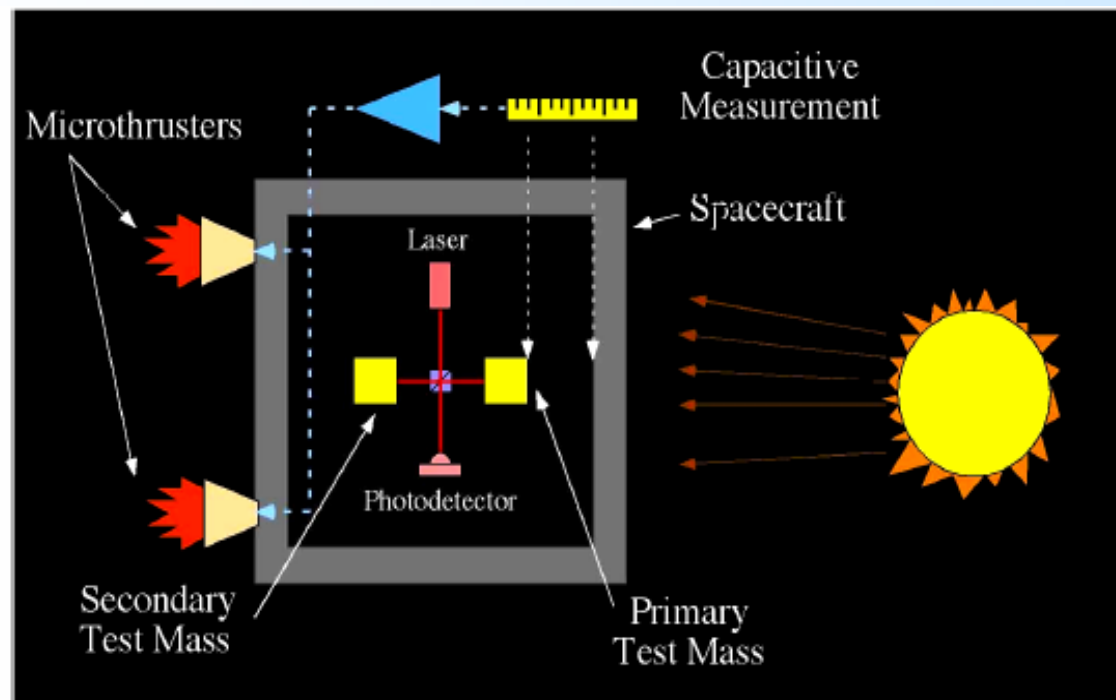 Capacitive
Measurement
Microthrusters
Spacecraft
Laser
Photodetector
Secondary
Test Mass
Primary
Test Mass